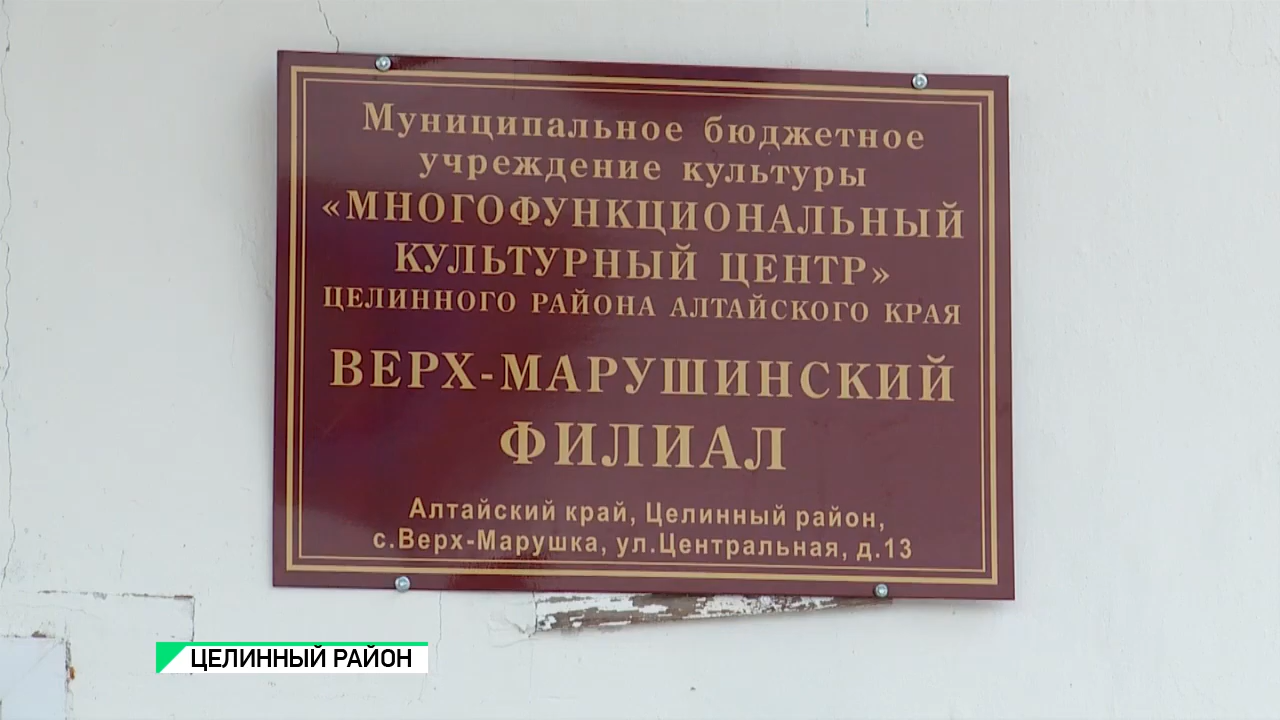 Муниципальное бюджетное
учреждение культуры
«МНОГОФУНКЦИОНАЛЬНЫЙ
КУЛЬТУРНЫЙ ЦЕНТР»
ЦЕЛИННОГО РАЙОНА АЛТАЙСКОГО КРАЯ
ВЕРХ-МАРУШИНСКИЙ
ФИЛИАЛ
Алтайский край, Целинный район,
с.Верх-Марушка, ул.Центральная, д.13
ЦЕЛИННЫЙ РАЙОН